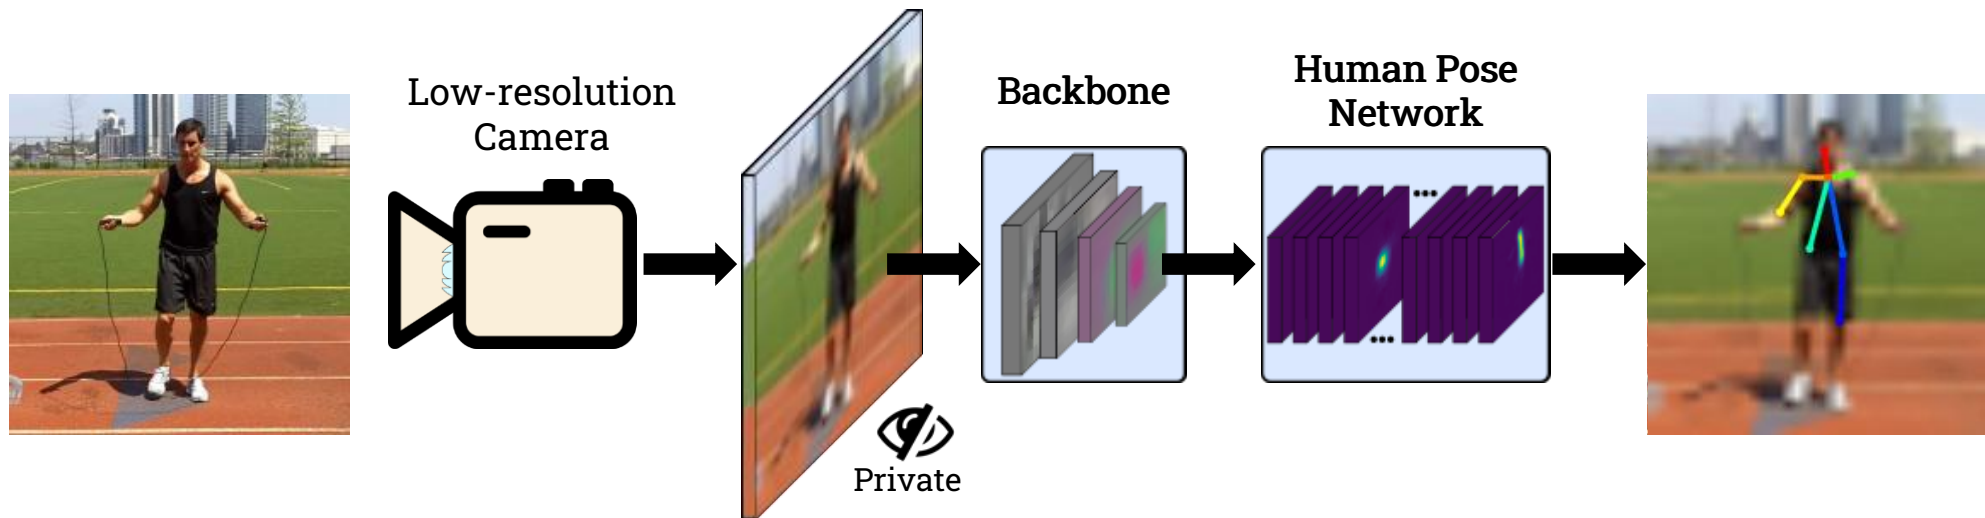 Low-resolution
Camera
Private
Backbone
Human Pose
Network
...
...